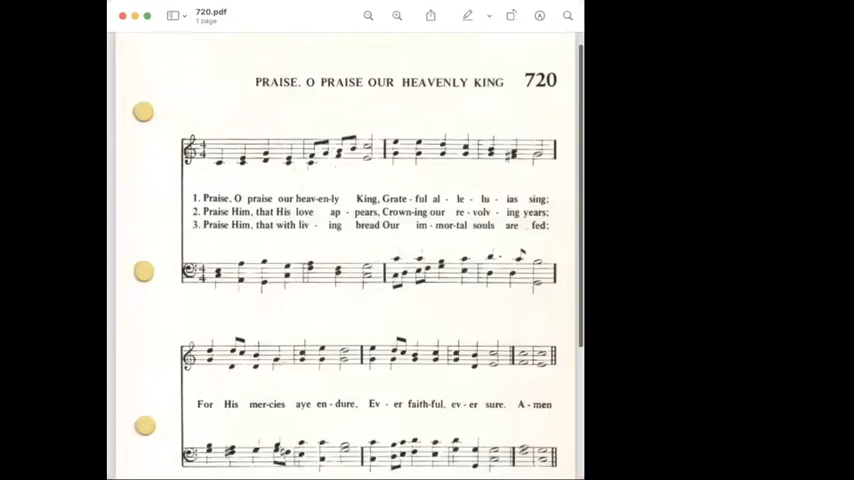 720.pdf
1 page
PRAISE, O PRAISE OUR HEAVENLY KING 720
1. Praise, O praise our heav-en-ly King, Grate - ful al - le - lu - ias sing;
2. Praise Him, that His love ap - pears, Crown-ing our re - volv - ing years;
3. Praise Him, that with liv - ing bread Our im - mor-tal souls are fed;
For His mer-cies aye en - dure, Ev - er faith-ful, ev - er sure. A - men